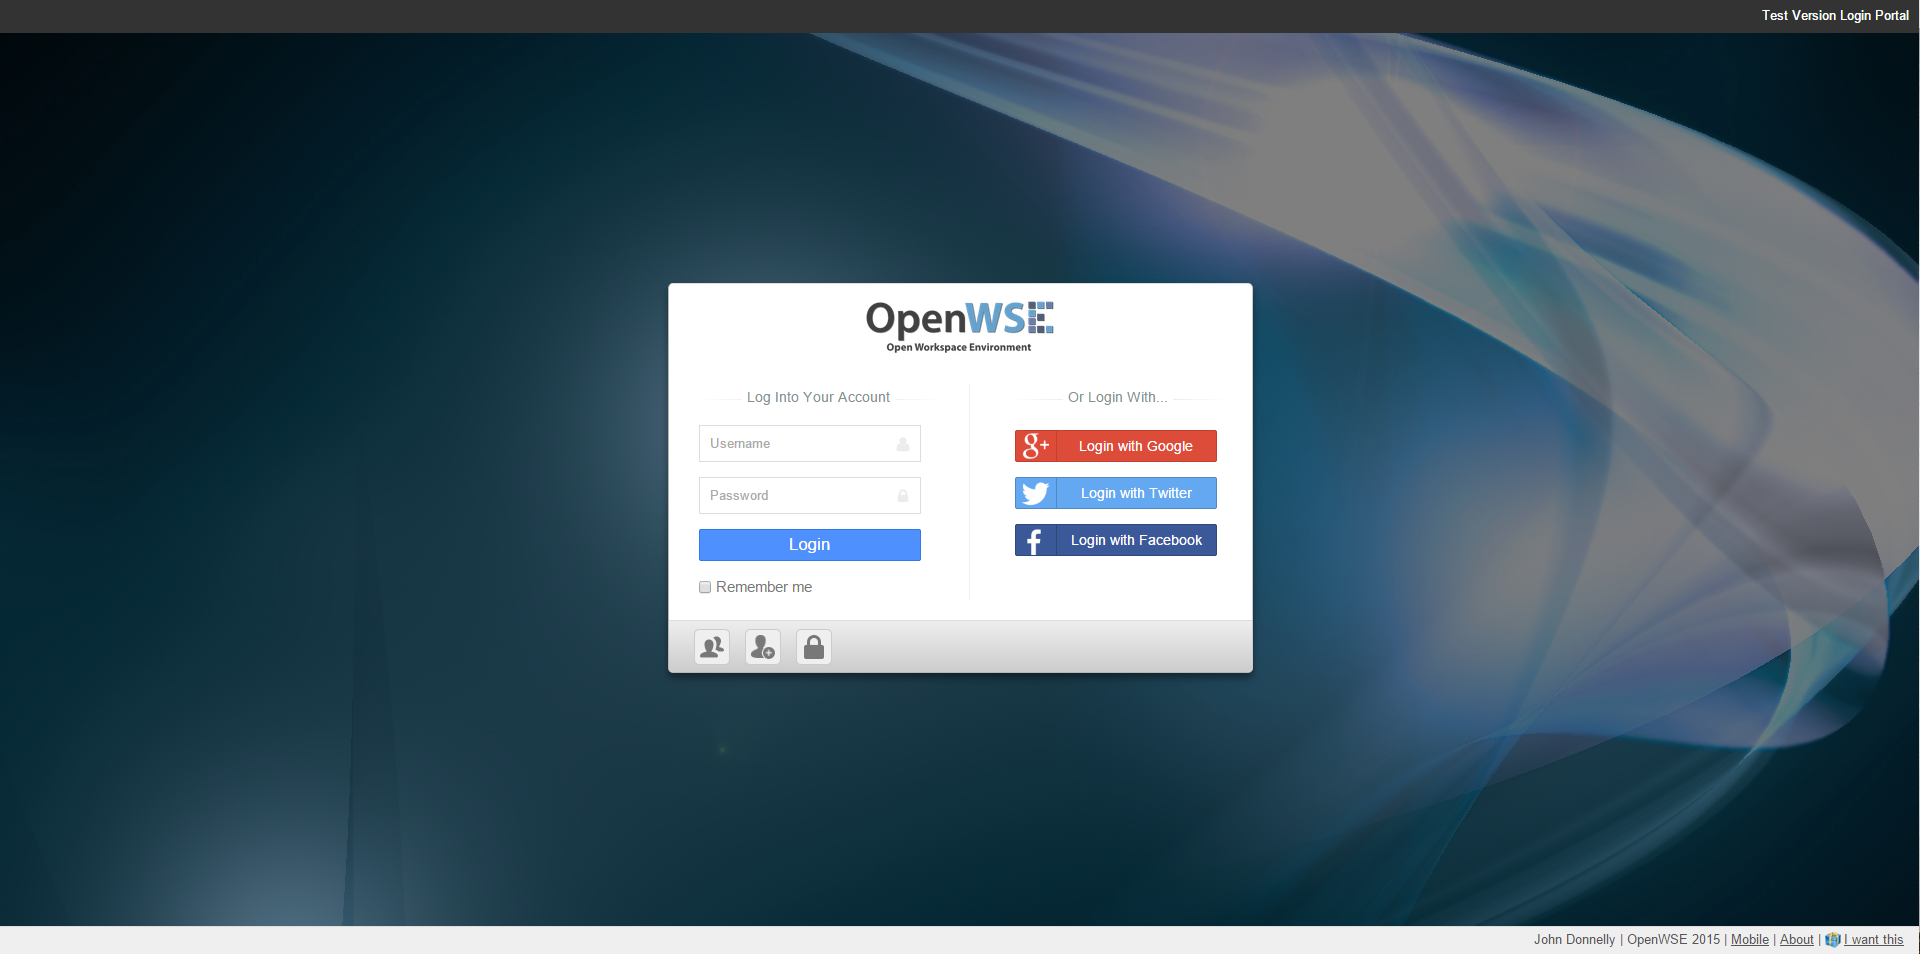 Test Version Login Portal
OpenWSE
Open Workspace Environment
Log Into Your Account
Username
Password
Login
Remember me
Or Login With...
g+ Login with Google
Login with Twitter
f Login with Facebook
John Donnelly | OpenWSE 2015 | Mobile | About | I want this